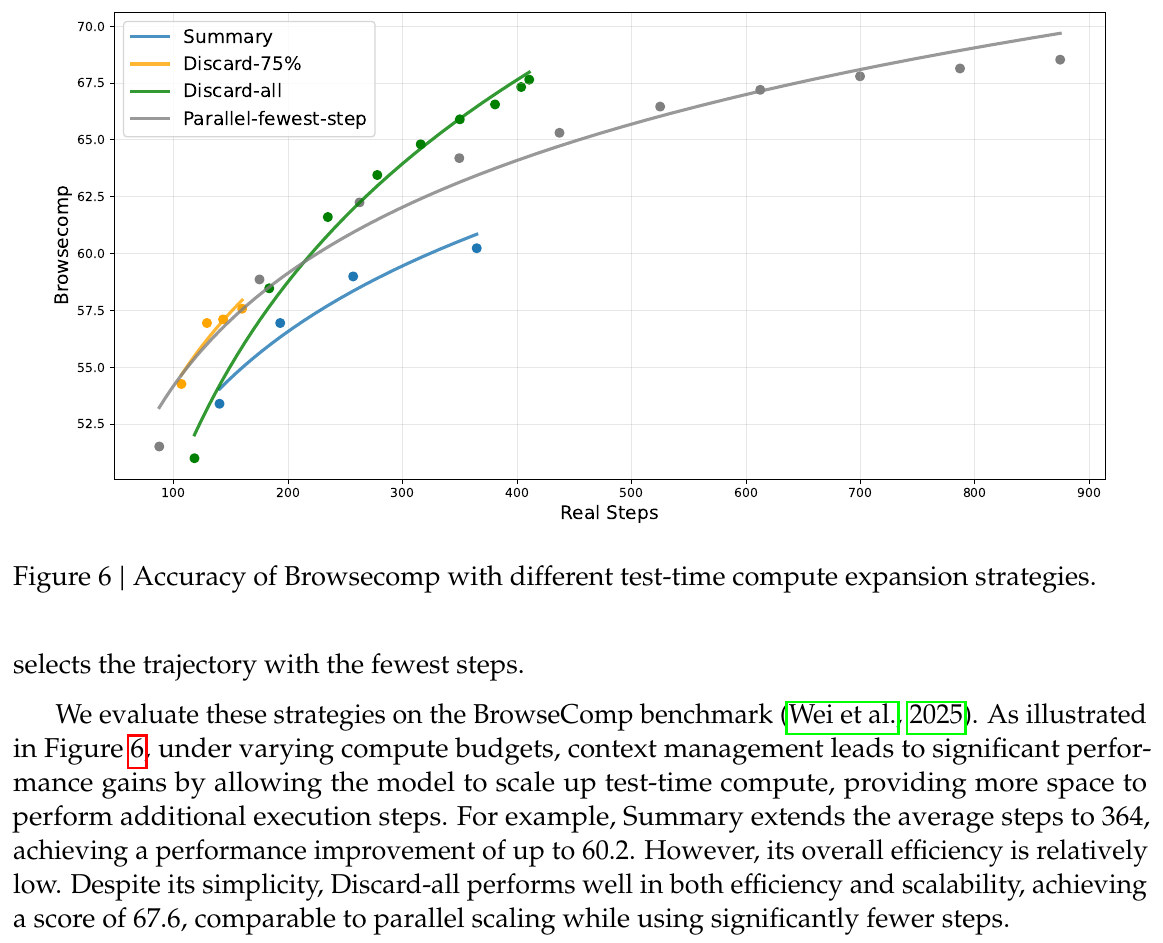 70.0
67.5
65.0
62.5
60.0
57.5
55.0
52.5
Browsecomp
Summary
Discard-75%
Discard-all
Parallel-fewest-step
100 200 300 400 500 600 700 800 900
Real Steps
Figure 6 | Accuracy of Browsecomp with different test-time compute expansion strategies.
selects the trajectory with the fewest steps.
We evaluate these strategies on the BrowseComp benchmark (Wei et al., 2025). As illustrated
in Figure 6, under varying compute budgets, context management leads to significant perfor-
mance gains by allowing the model to scale up test-time compute, providing more space to
perform additional execution steps. For example, Summary extends the average steps to 364,
achieving a performance improvement of up to 60.2. However, its overall efficiency is relatively
low. Despite its simplicity, Discard-all performs well in both efficiency and scalability, achieving
a score of 67.6, comparable to parallel scaling while using significantly fewer steps.